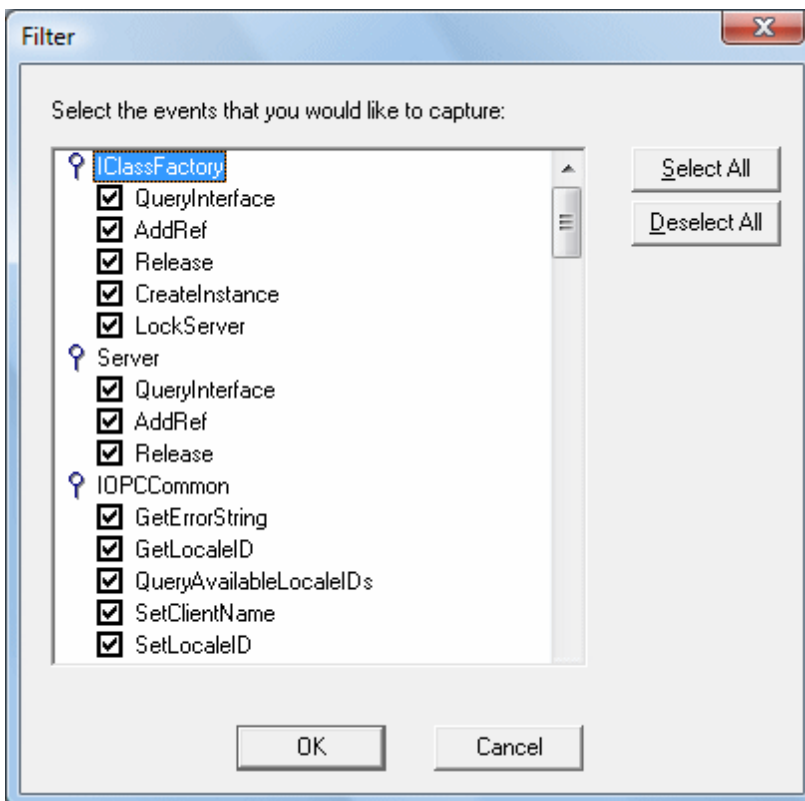 Filter
Select the events that you would like to capture:
IClassFactory
QueryInterface
AddRef
Release
CreateInstance
LockServer
Server
QueryInterface
AddRef
Release
IOPCCommon
GetErrorString
GetLocaleID
QueryAvailableLocaleIDs
SetClientName
SetLocaleID
Select All
Deselect All
OK
Cancel